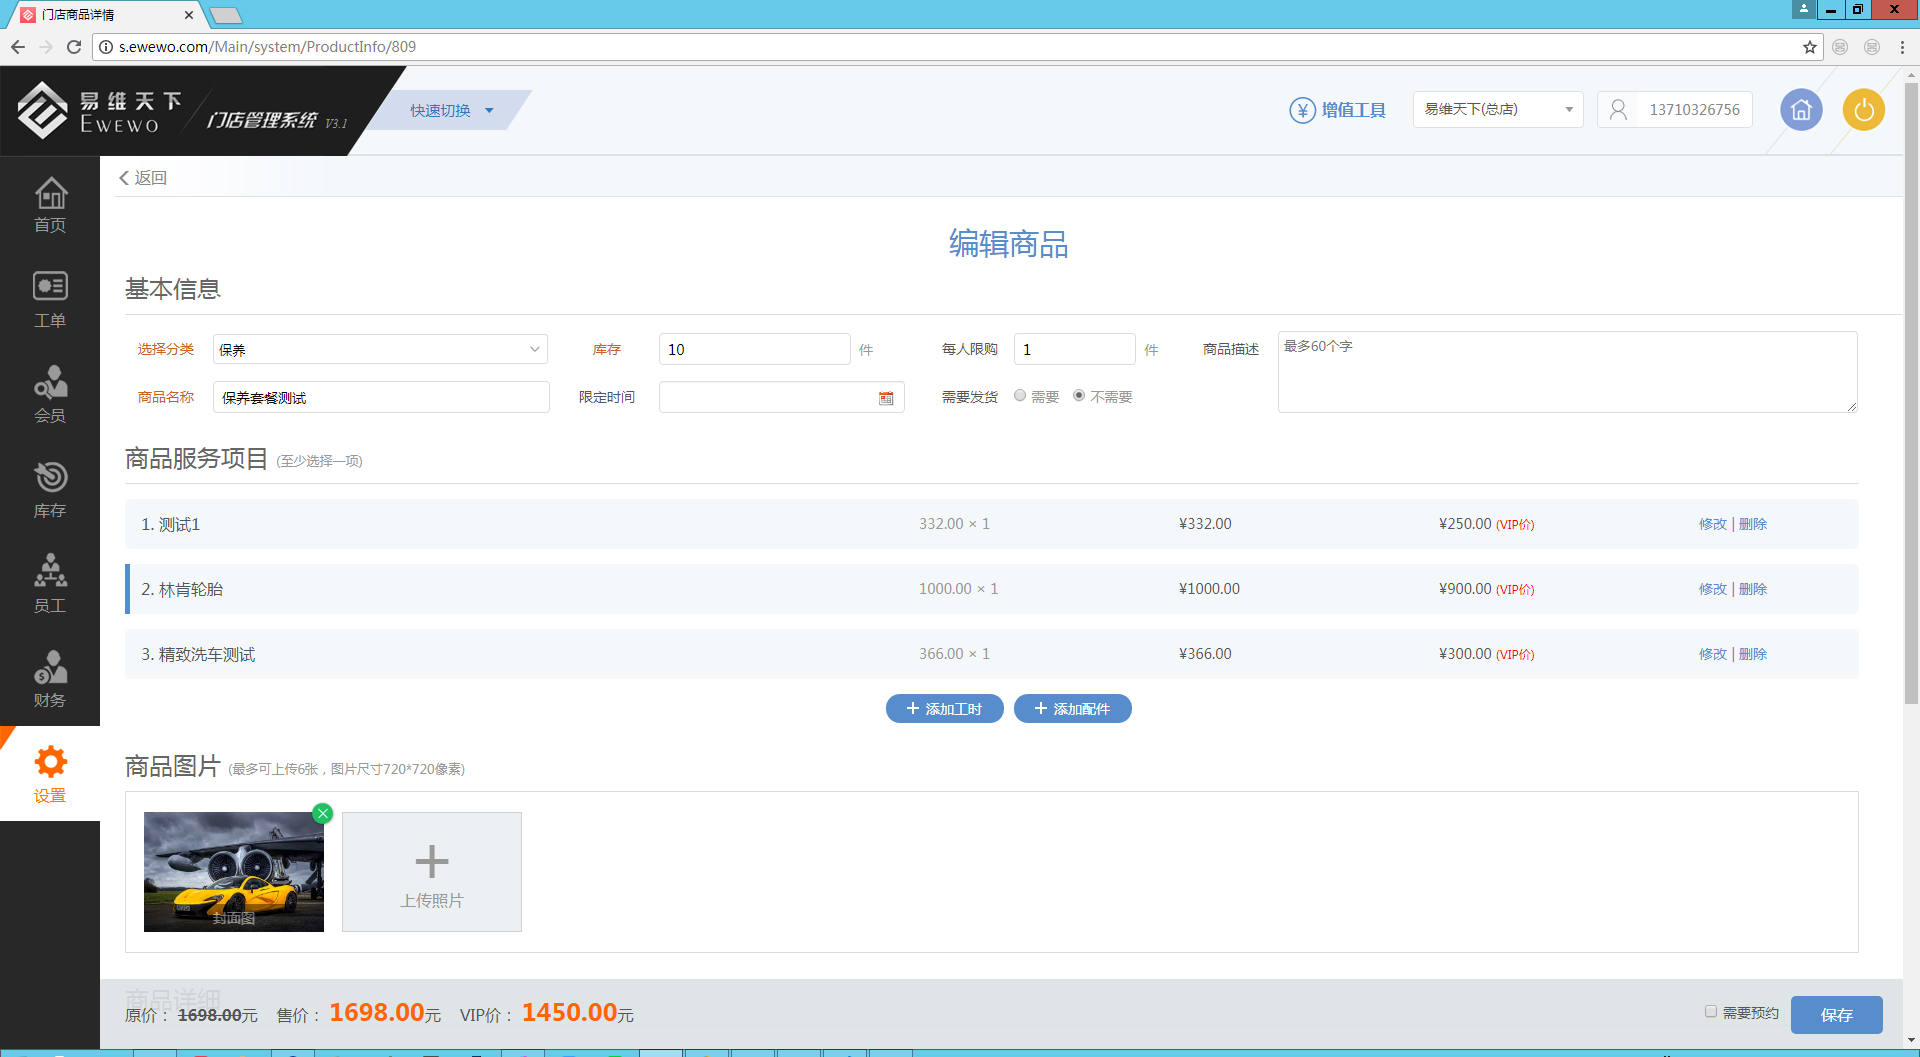 门店商品详情
s.ewewo.com/Main/system/ProductInfo/809
易维天下
EWEWO
门店管理系统 V3.1
快速切换
增值工具
易维天下(总店)
13710326756
返回
首页
工单
会员
库存
员工
财务
设置
编辑商品
基本信息
选择分类 保养 库存 10 件 每人限购 1 件 商品描述 最多60个字
商品名称 保养套餐测试 限定时间 需要发货 需要 不需要
商品服务项目 (至少选择一项)
1. 测试1 332.00 × 1 ¥332.00 ¥250.00 (VIP价) 修改 | 删除
2. 林肯轮胎 1000.00 × 1 ¥1000.00 ¥900.00 (VIP价) 修改 | 删除
3. 精致洗车测试 366.00 × 1 ¥366.00 ¥300.00 (VIP价) 修改 | 删除
添加工时 添加配件
商品图片 (最多可上传6张，图片尺寸720*720像素)
封面图
上传照片
商品详细
原价： 1698.00元 售价： 1698.00元 VIP价： 1450.00元 需要预约 保存